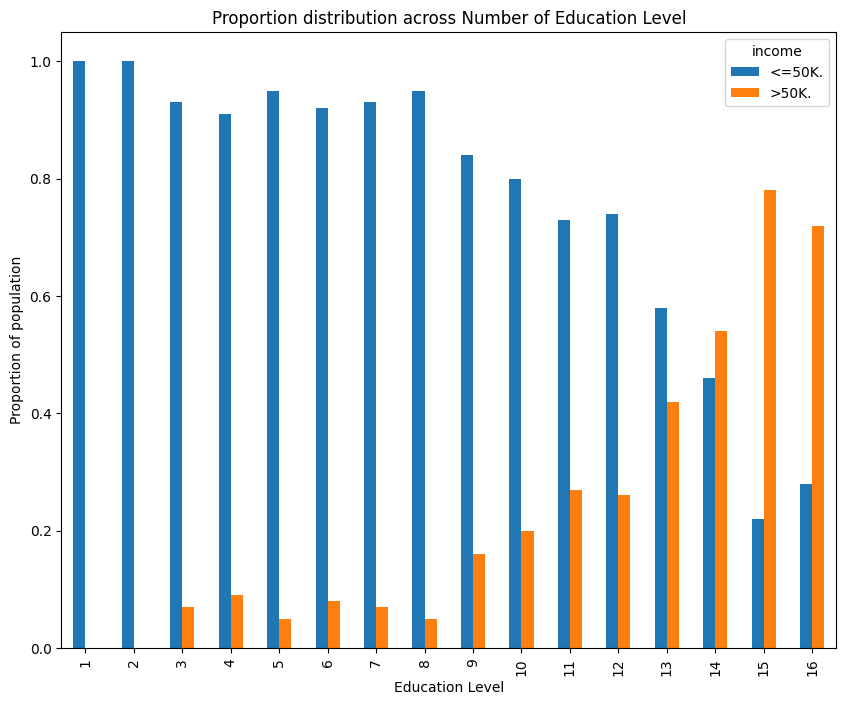 Proportion distribution across Number of Education Level
income
<=50K.
>50K.
1.0
0.8
0.6
0.4
0.2
0.0
Proportion of population
1 2 3 4 5 6 7 8 9 10 11 12 13 14 15 16
Education Level